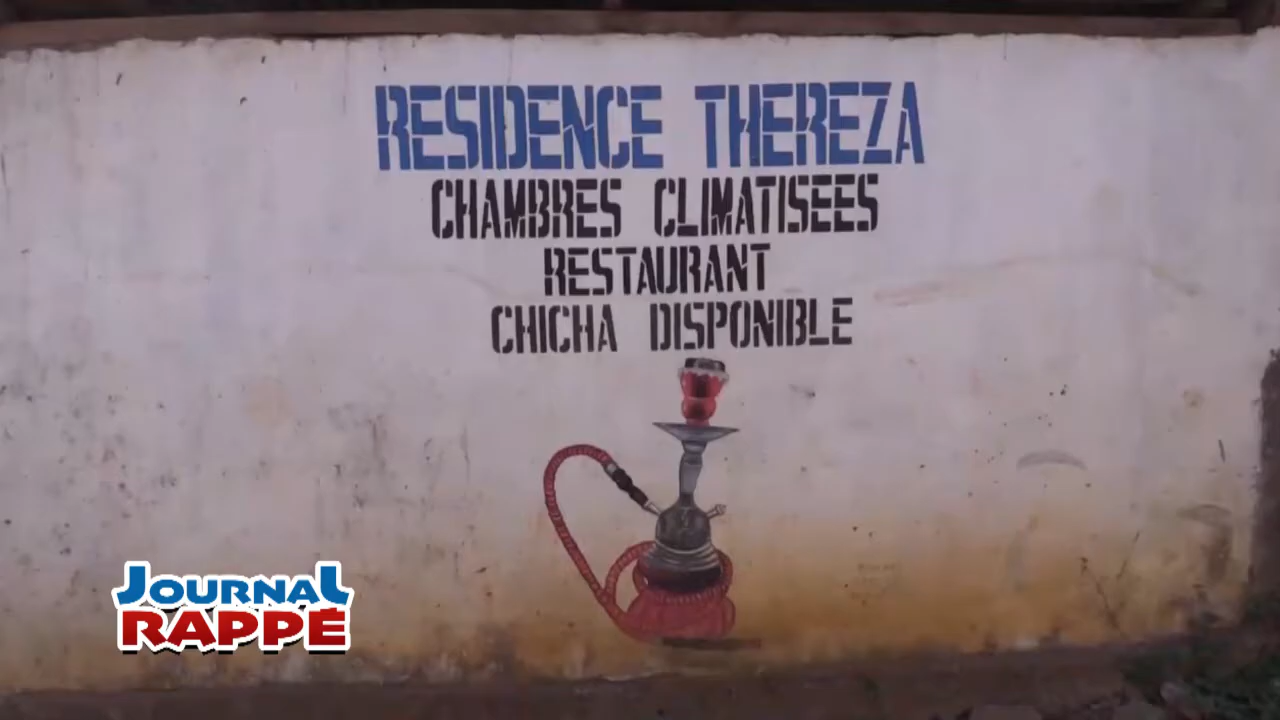 RESIDENCE THEREZA
CHAMBRES CLIMATISEES
RESTAURANT
CHICHA DISPONIBLE
JOURNAL
RAPPÉ